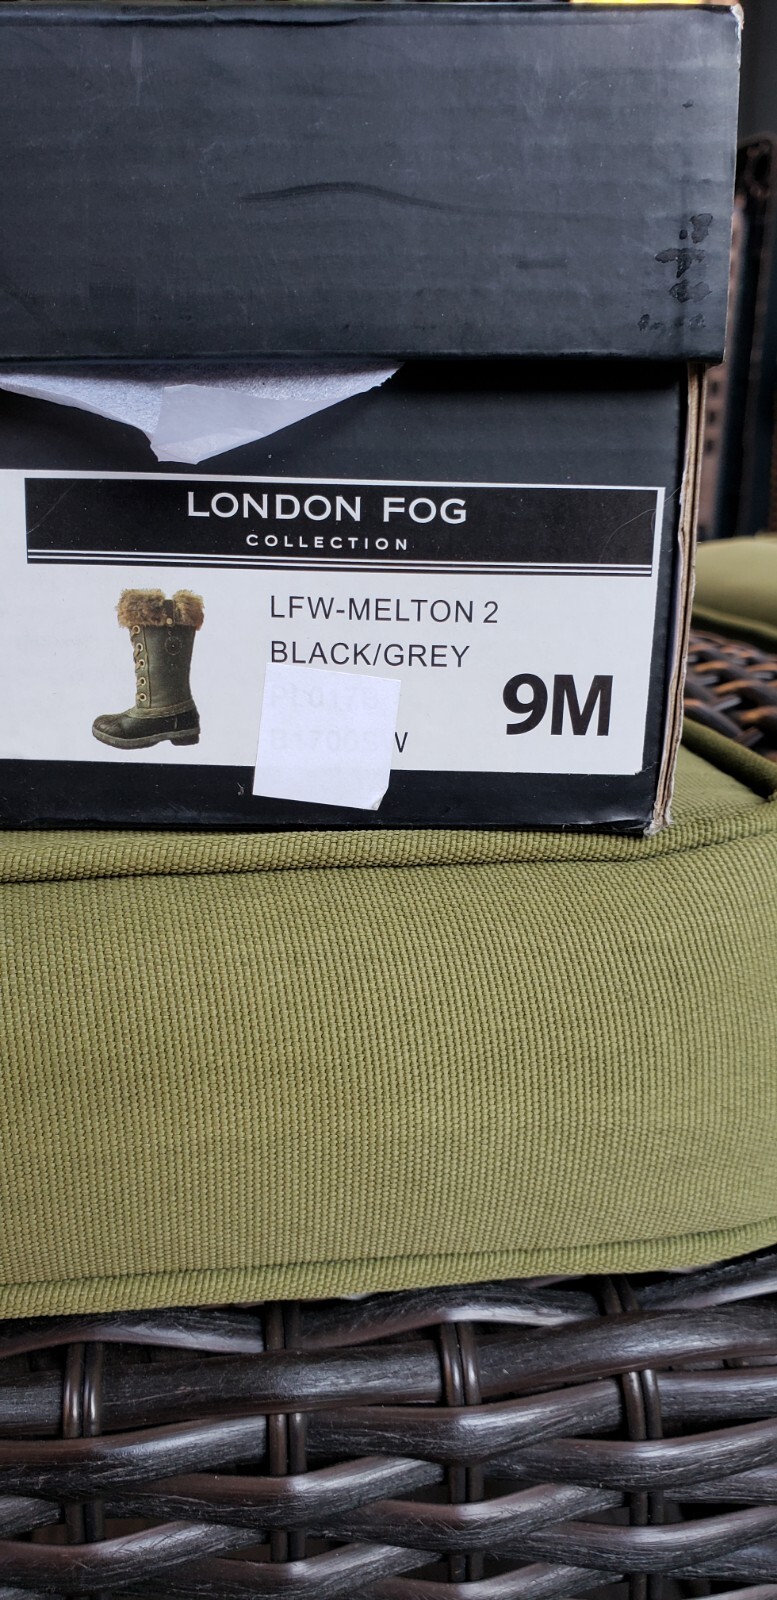 LONDON FOG
COLLECTION
LFW-MELTON 2
BLACK/GREY
9M